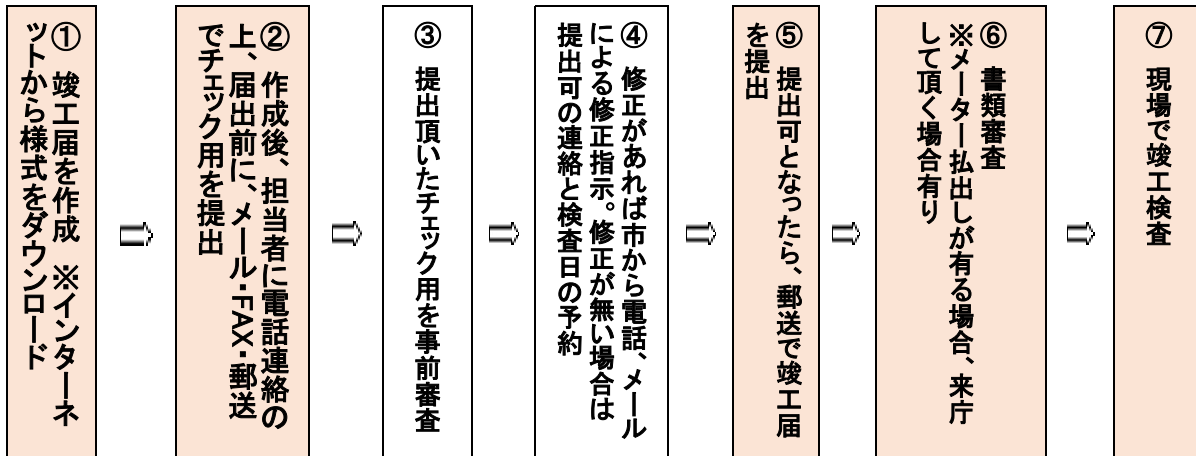 ① 竣工届を作成 ※インターネ
ットから様式をダウンロード
② 作成後、担当者に電話連絡の
上、届出前に、メール・FAX・郵送
でチェック用を提出
③ 提出頂いたチェック用を事前審査
④ 修正があれば市から電話、メール
による修正指示。修正が無い場合は
提出可の連絡と検査日の予約
⑤ 提出可となったら、郵送で竣工届
を提出
⑥ 書類審査
※メーター払出しが有る場合、来庁
して頂く場合有り
⑦ 現場で竣工検査